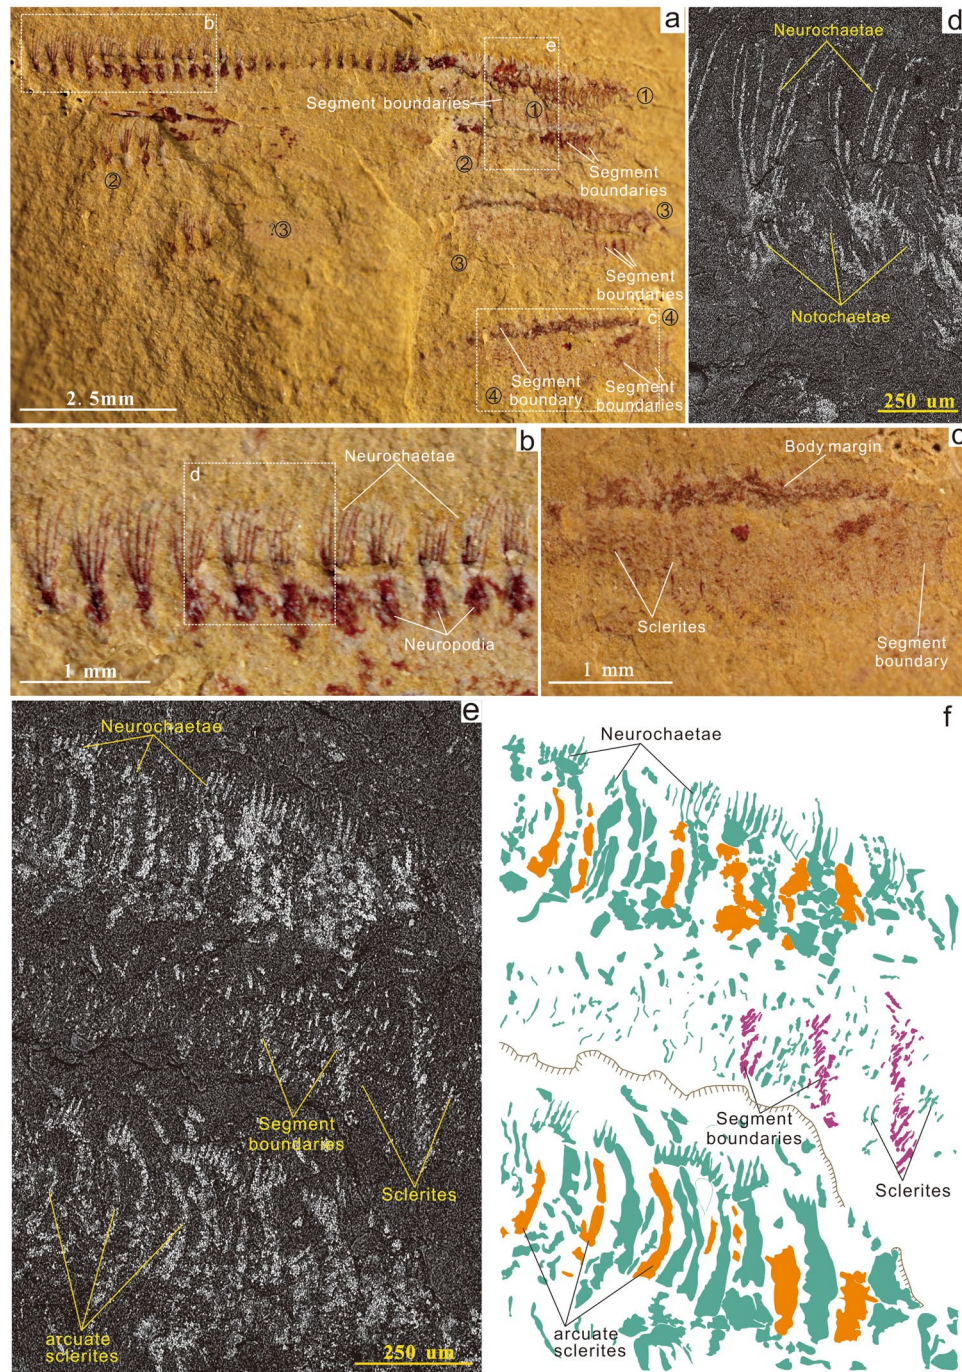 a
b
e
Segment boundaries
①
①
②
②
Segment
boundaries
③
?③
③
Segment
boundaries
④
c
Segment
boundary
Segment
boundaries
④
2. 5mm
d
Neurochaetae
Notochaetae
250 um
b
d
Neurochaetae
Neuropodia
1 mm
c
Body margin
Sclerites
Segment
boundary
1 mm
e
Neurochaetae
Segment
boundaries
Sclerites
arcuate
sclerites
250 um
f
Neurochaetae
Segment
boundaries
Sclerites
arcuate
sclerites